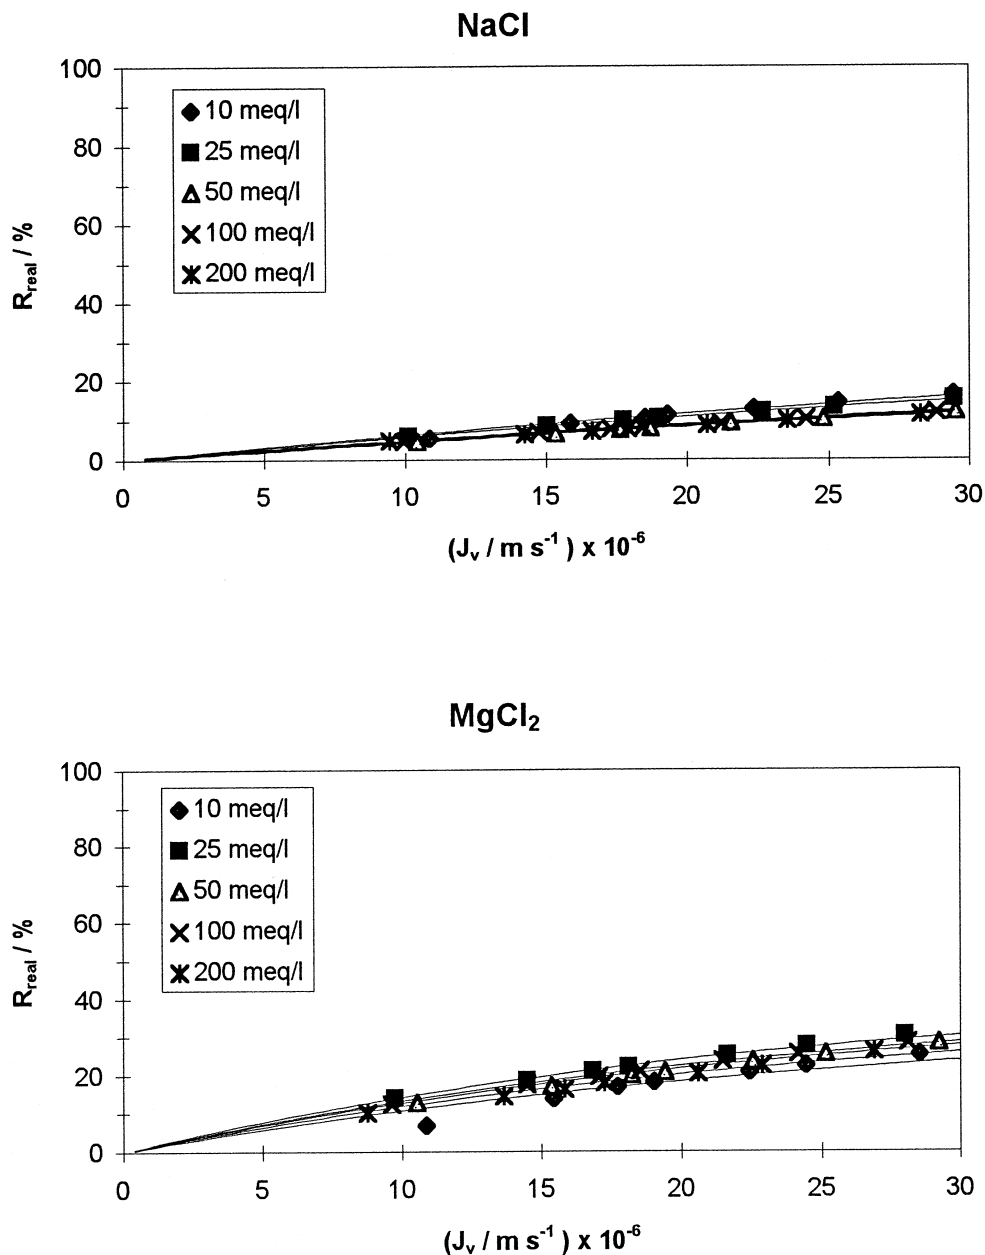 NaCl
100
80
60
40
20
0
10 meq/l
25 meq/l
50 meq/l
100 meq/l
200 meq/l
R_real / %
0 5 10 15 20 25 30
(J_v / m s^-1 ) x 10^-6
MgCl₂
100
80
60
40
20
0
10 meq/l
25 meq/l
50 meq/l
100 meq/l
200 meq/l
R_real / %
0 5 10 15 20 25 30
(J_v / m s^-1 ) x 10^-6